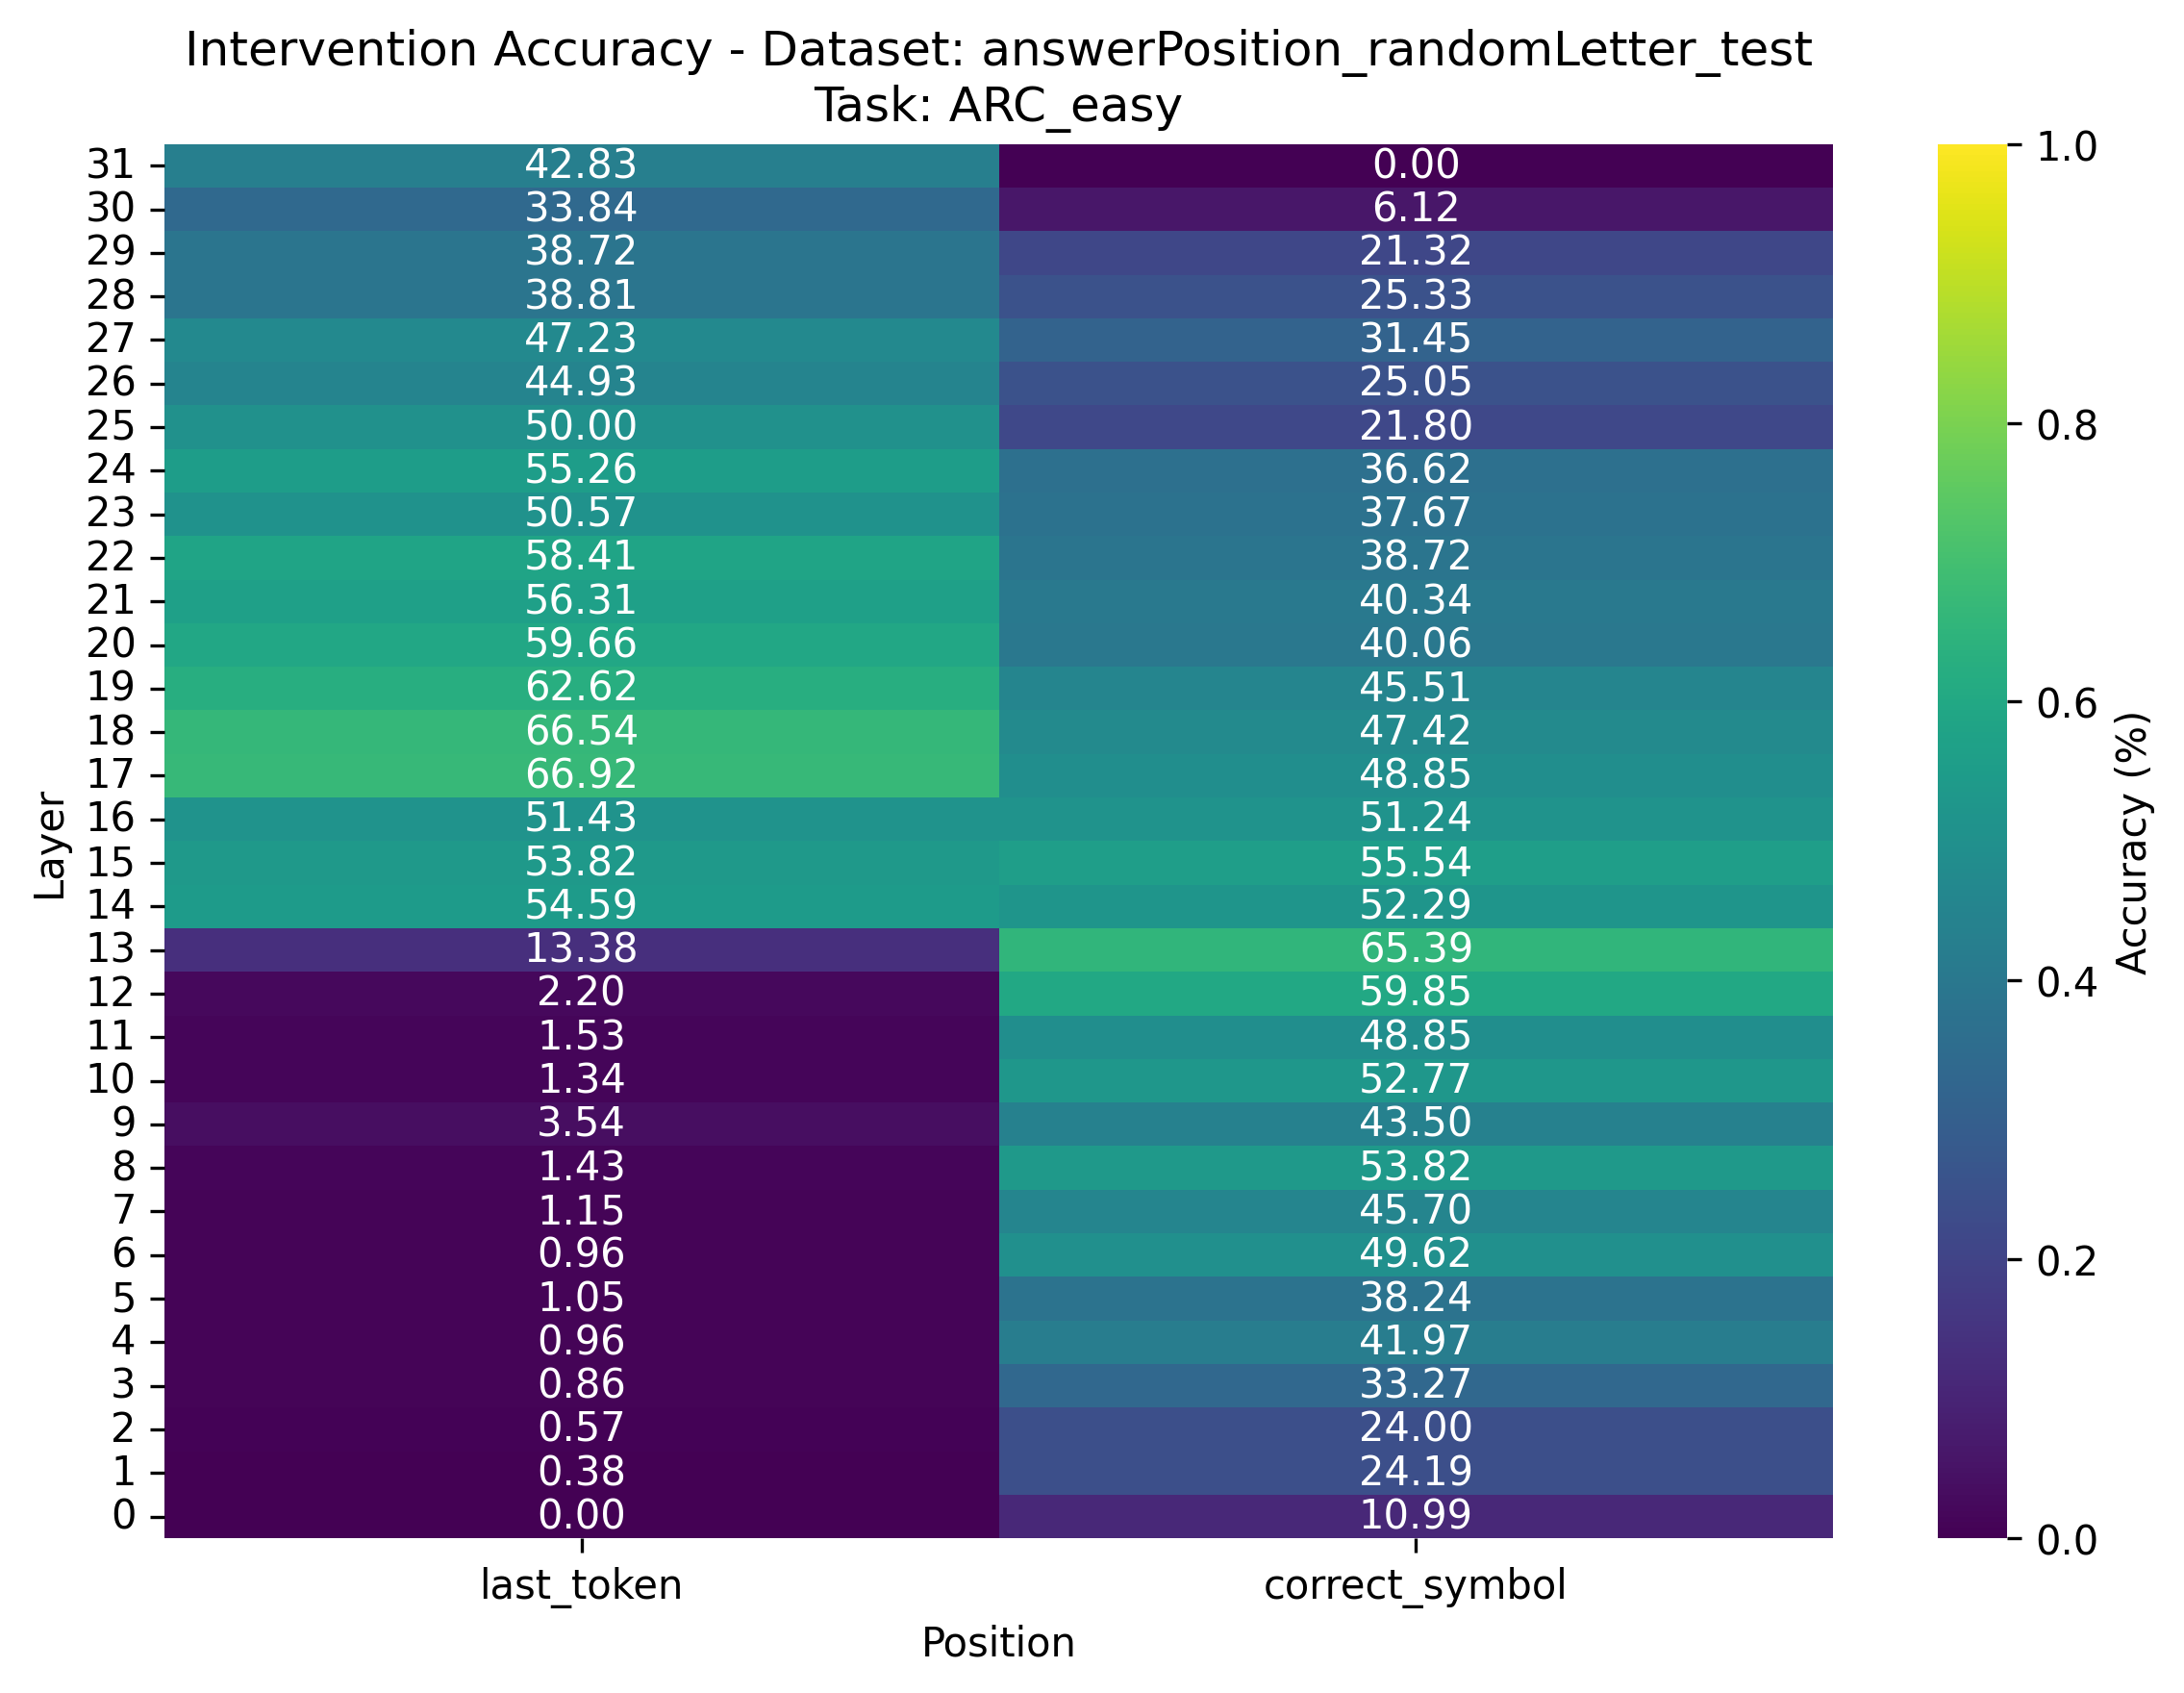 Intervention Accuracy - Dataset: answerPosition_randomLetter_test
Task: ARC_easy
31 42.83 0.00
30 33.84 6.12
29 38.72 21.32
28 38.81 25.33
27 47.23 31.45
26 44.93 25.05
25 50.00 21.80
24 55.26 36.62
23 50.57 37.67
22 58.41 38.72
21 56.31 40.34
20 59.66 40.06
19 62.62 45.51
18 66.54 47.42
17 66.92 48.85
16 51.43 51.24
15 53.82 55.54
14 54.59 52.29
13 13.38 65.39
12 2.20 59.85
11 1.53 48.85
10 1.34 52.77
9 3.54 43.50
8 1.43 53.82
7 1.15 45.70
6 0.96 49.62
5 1.05 38.24
4 0.96 41.97
3 0.86 33.27
2 0.57 24.00
1 0.38 24.19
0 0.00 10.99
last_token correct_symbol
Position
Layer
1.0
0.8
0.6
0.4
0.2
0.0
Accuracy (%)